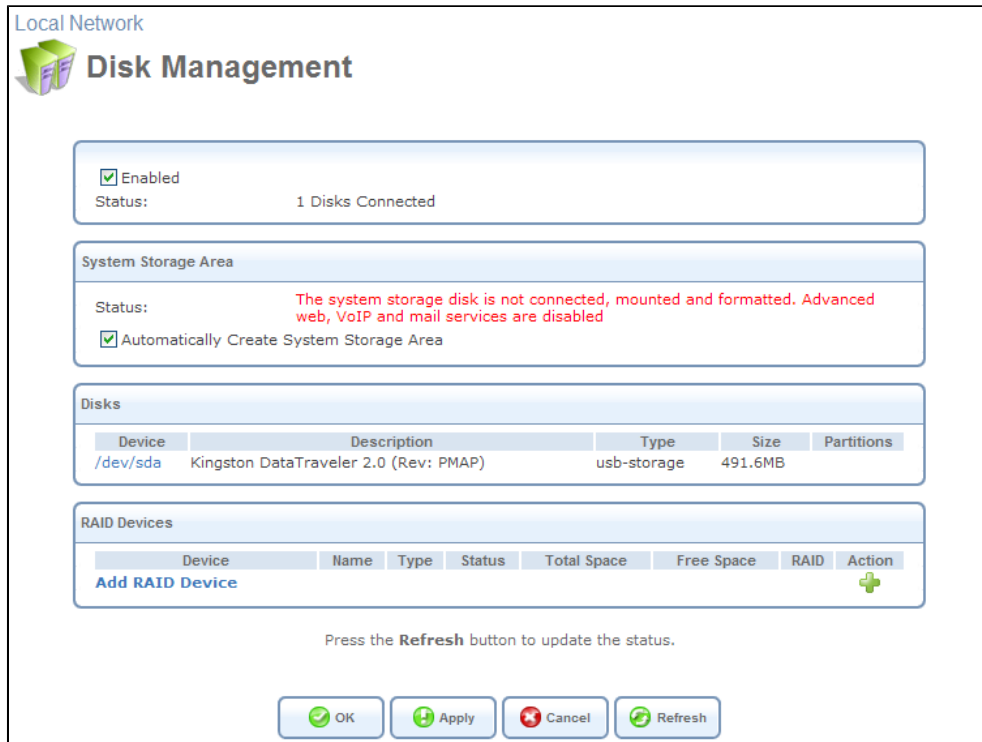 Local Network
Disk Management
Enabled
Status: 1 Disks Connected
System Storage Area
Status: The system storage disk is not connected, mounted and formatted. Advanced
web, VoIP and mail services are disabled
Automatically Create System Storage Area
Disks
Device Description Type Size Partitions
/dev/sda Kingston DataTraveler 2.0 (Rev: PMAP) usb-storage 491.6MB
RAID Devices
Device Name Type Status Total Space Free Space RAID Action
Add RAID Device
Press the Refresh button to update the status.
OK Apply Cancel Refresh